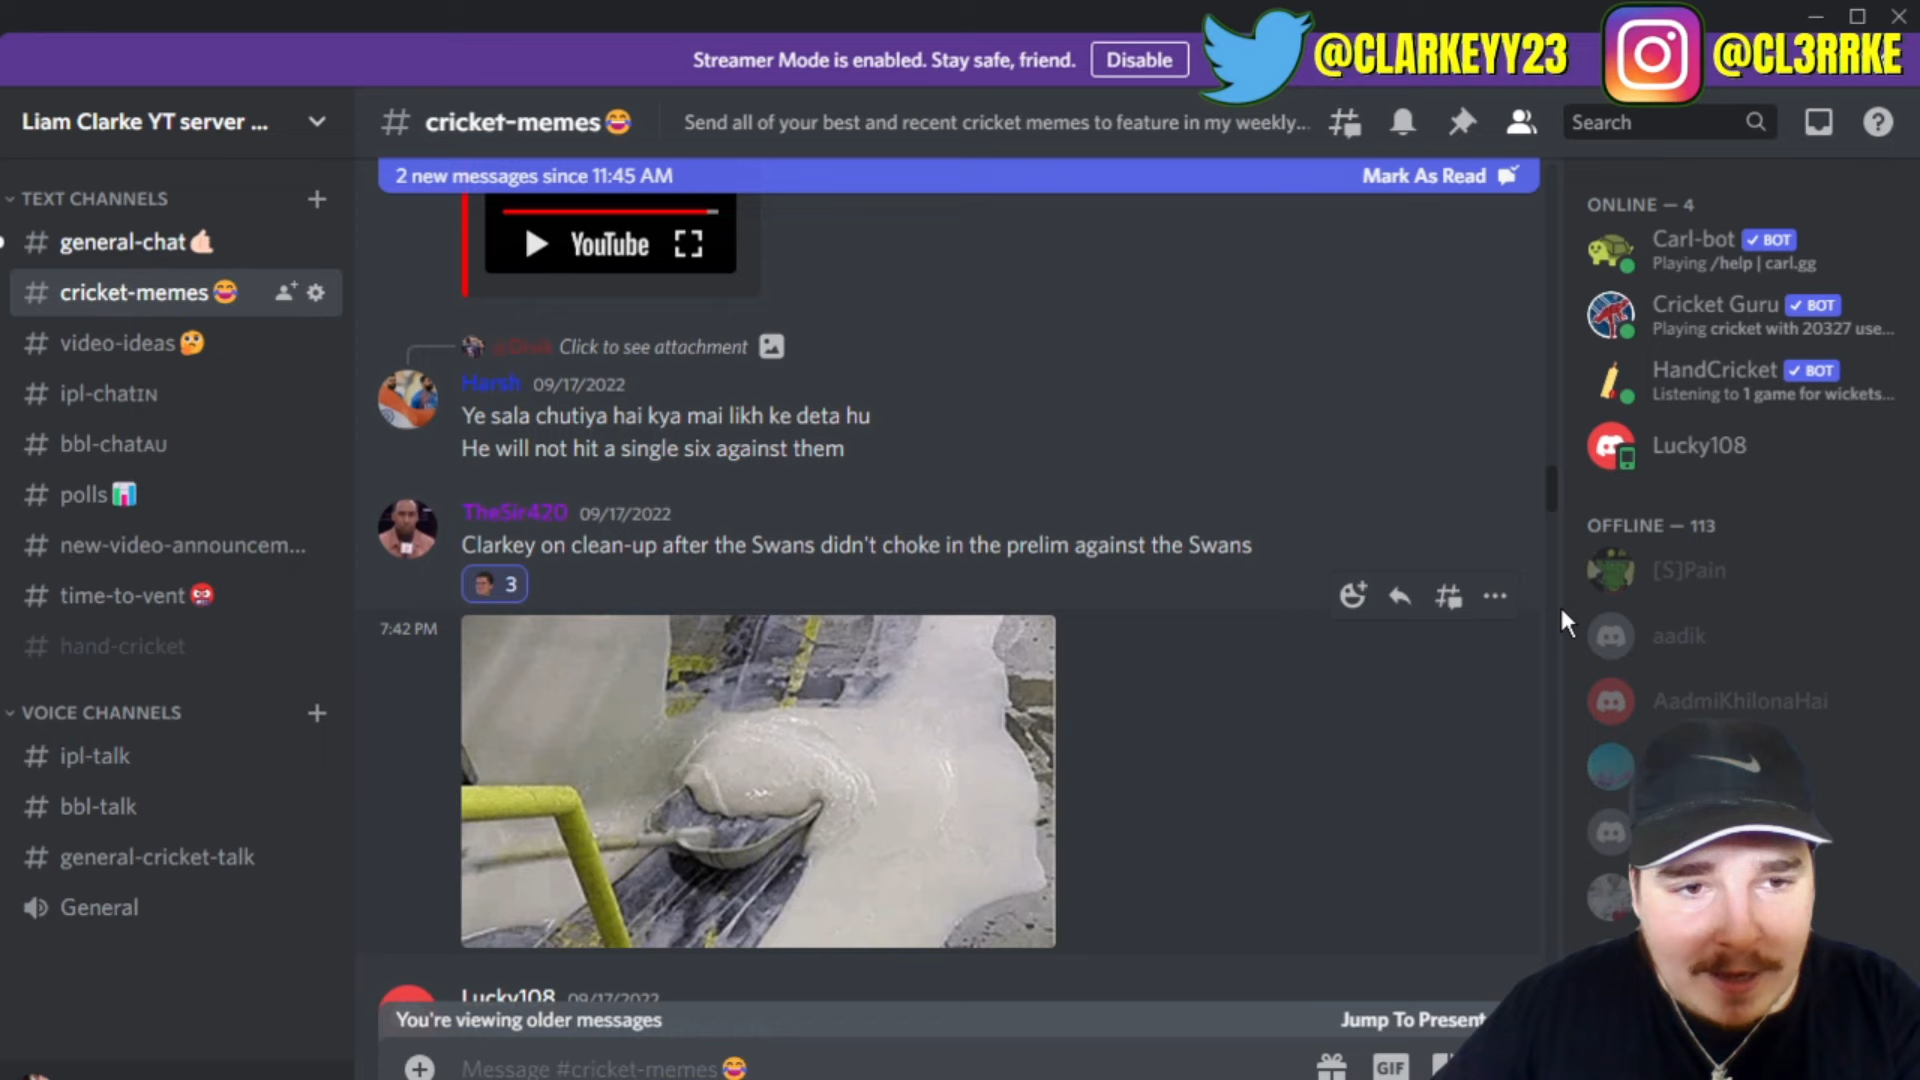 Streamer Mode is enabled. Stay safe, friend. Disable
@CLARKEYY23 @CL3RRKE
Liam Clarke YT server ...
# cricket-memes😂
Send all of your best and recent cricket memes to feature in my weekly...
Search
2 new messages since 11:45 AM
Mark As Read
TEXT CHANNELS
# general-chat🤙🏻
# cricket-memes😂
# video-ideas🤔
# ipl-chatIN
# bbl-chatAU
# polls📊
# new-video-announcem...
# time-to-vent👹
# hand-cricket
VOICE CHANNELS
# ipl-talk
# bbl-talk
# general-cricket-talk
General
YouTube
Click to see attachment
Harsh 09/17/2022
Ye sala chutiya hai kya mai likh ke deta hu
He will not hit a single six against them
TheSir420 09/17/2022
Clarkey on clean-up after the Swans didn't choke in the prelim against the Swans
3
7:42 PM
Lucky108 09/17/2022
You're viewing older messages
Jump To Present
Message #cricket-memes😂
GIF
ONLINE — 4
Carl-bot ✓ BOT
Playing /help | carl.gg
Cricket Guru ✓ BOT
Playing cricket with 20327 use...
HandCricket ✓ BOT
Listening to 1 game for wickets...
Lucky108
OFFLINE — 113
[S]Pain
aadik
AadmiKhilonaHai